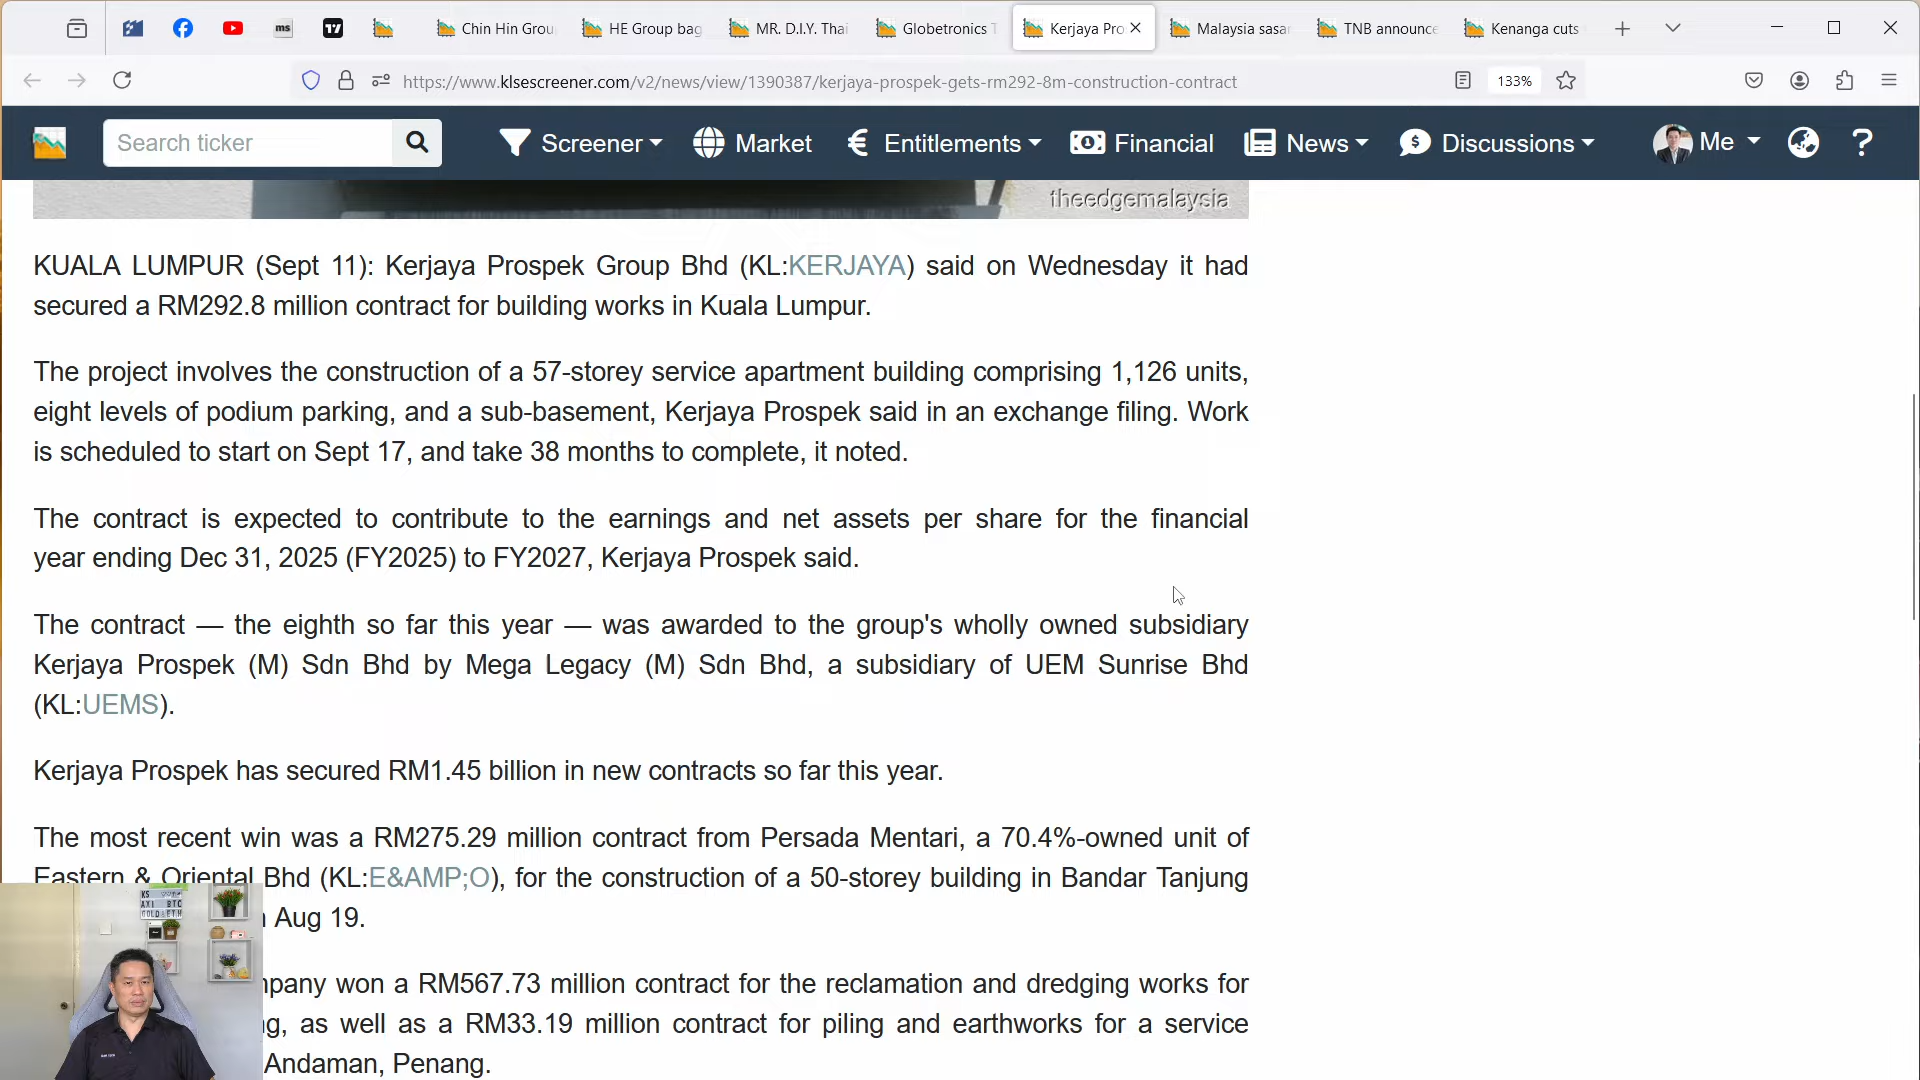 ms
Chin Hin Grou
HE Group bag
MR. D.I.Y. Thai
Globetronics T
Kerjaya Pro
Malaysia sasar
TNB announce
Kenanga cuts
https://www.klsescreener.com/v2/news/view/1390387/kerjaya-prospek-gets-rm292-8m-construction-contract
133%
Search ticker
Screener
Market
Entitlements
Financial
News
Discussions
Me
theedgemalaysia
KUALA LUMPUR (Sept 11): Kerjaya Prospek Group Bhd (KL:KERJAYA) said on Wednesday it had
secured a RM292.8 million contract for building works in Kuala Lumpur.
The project involves the construction of a 57-storey service apartment building comprising 1,126 units,
eight levels of podium parking, and a sub-basement, Kerjaya Prospek said in an exchange filing. Work
is scheduled to start on Sept 17, and take 38 months to complete, it noted.
The contract is expected to contribute to the earnings and net assets per share for the financial
year ending Dec 31, 2025 (FY2025) to FY2027, Kerjaya Prospek said.
The contract — the eighth so far this year — was awarded to the group's wholly owned subsidiary
Kerjaya Prospek (M) Sdn Bhd by Mega Legacy (M) Sdn Bhd, a subsidiary of UEM Sunrise Bhd
(KL:UEMS).
Kerjaya Prospek has secured RM1.45 billion in new contracts so far this year.
The most recent win was a RM275.29 million contract from Persada Mentari, a 70.4%-owned unit of
Eastern & Oriental Bhd (KL:E&AMP;O), for the construction of a 50-storey building in Bandar Tanjung
Aug 19.
mpany won a RM567.73 million contract for the reclamation and dredging works for
ng, as well as a RM33.19 million contract for piling and earthworks for a service
Andaman, Penang.
KS
AXI BTC
GOLD ETH